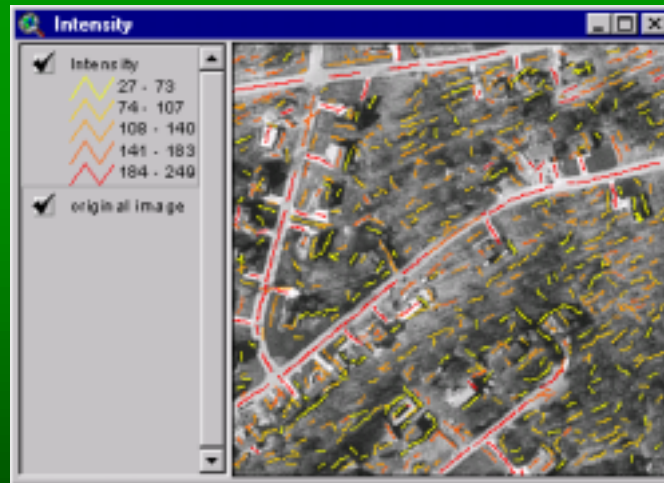 Intensity
Intensity
27 - 73
74 - 107
108 - 140
141 - 183
184 - 249
original image